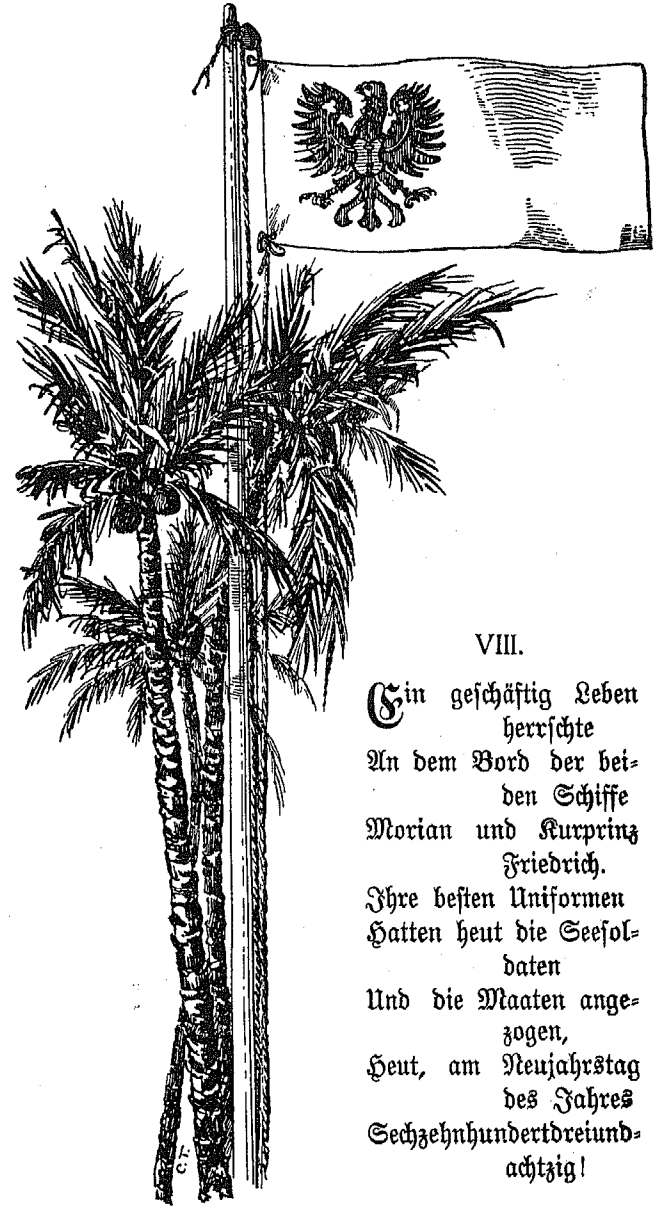 VIII.
Ein geschäftig Leben
herrschte
An dem Bord der bei-
den Schiffe
Morian und Kurprinz
Friedrich.
Ihre besten Uniformen
Hatten heut die Seesol-
daten
Und die Maaten ange-
zogen,
Heut, am Neujahrstag
des Jahres
Sechzehnhundertdreiund-
achtzig!
C T.